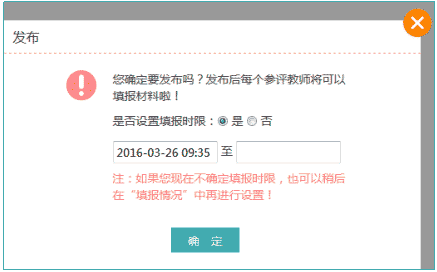 发布
您确定要发布吗？发布后每个参评教师将可以
填报材料啦！
是否设置填报时限：是 否
2016-03-26 09:35 至
注：如果您现在不确定填报时限，也可以稍后
在“填报情况”中再进行设置！
确 定